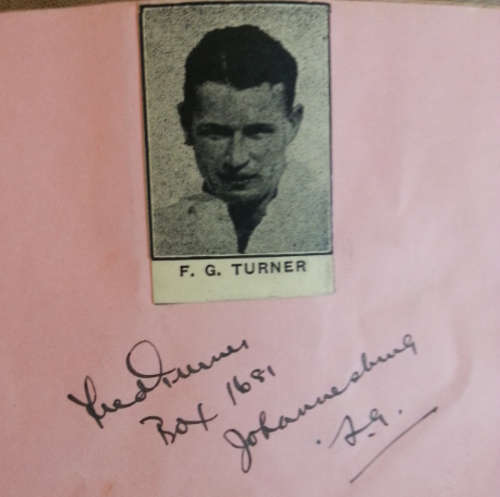 F. G. TURNER
Fred Turner
Box 1681
Johannesburg
S.A.